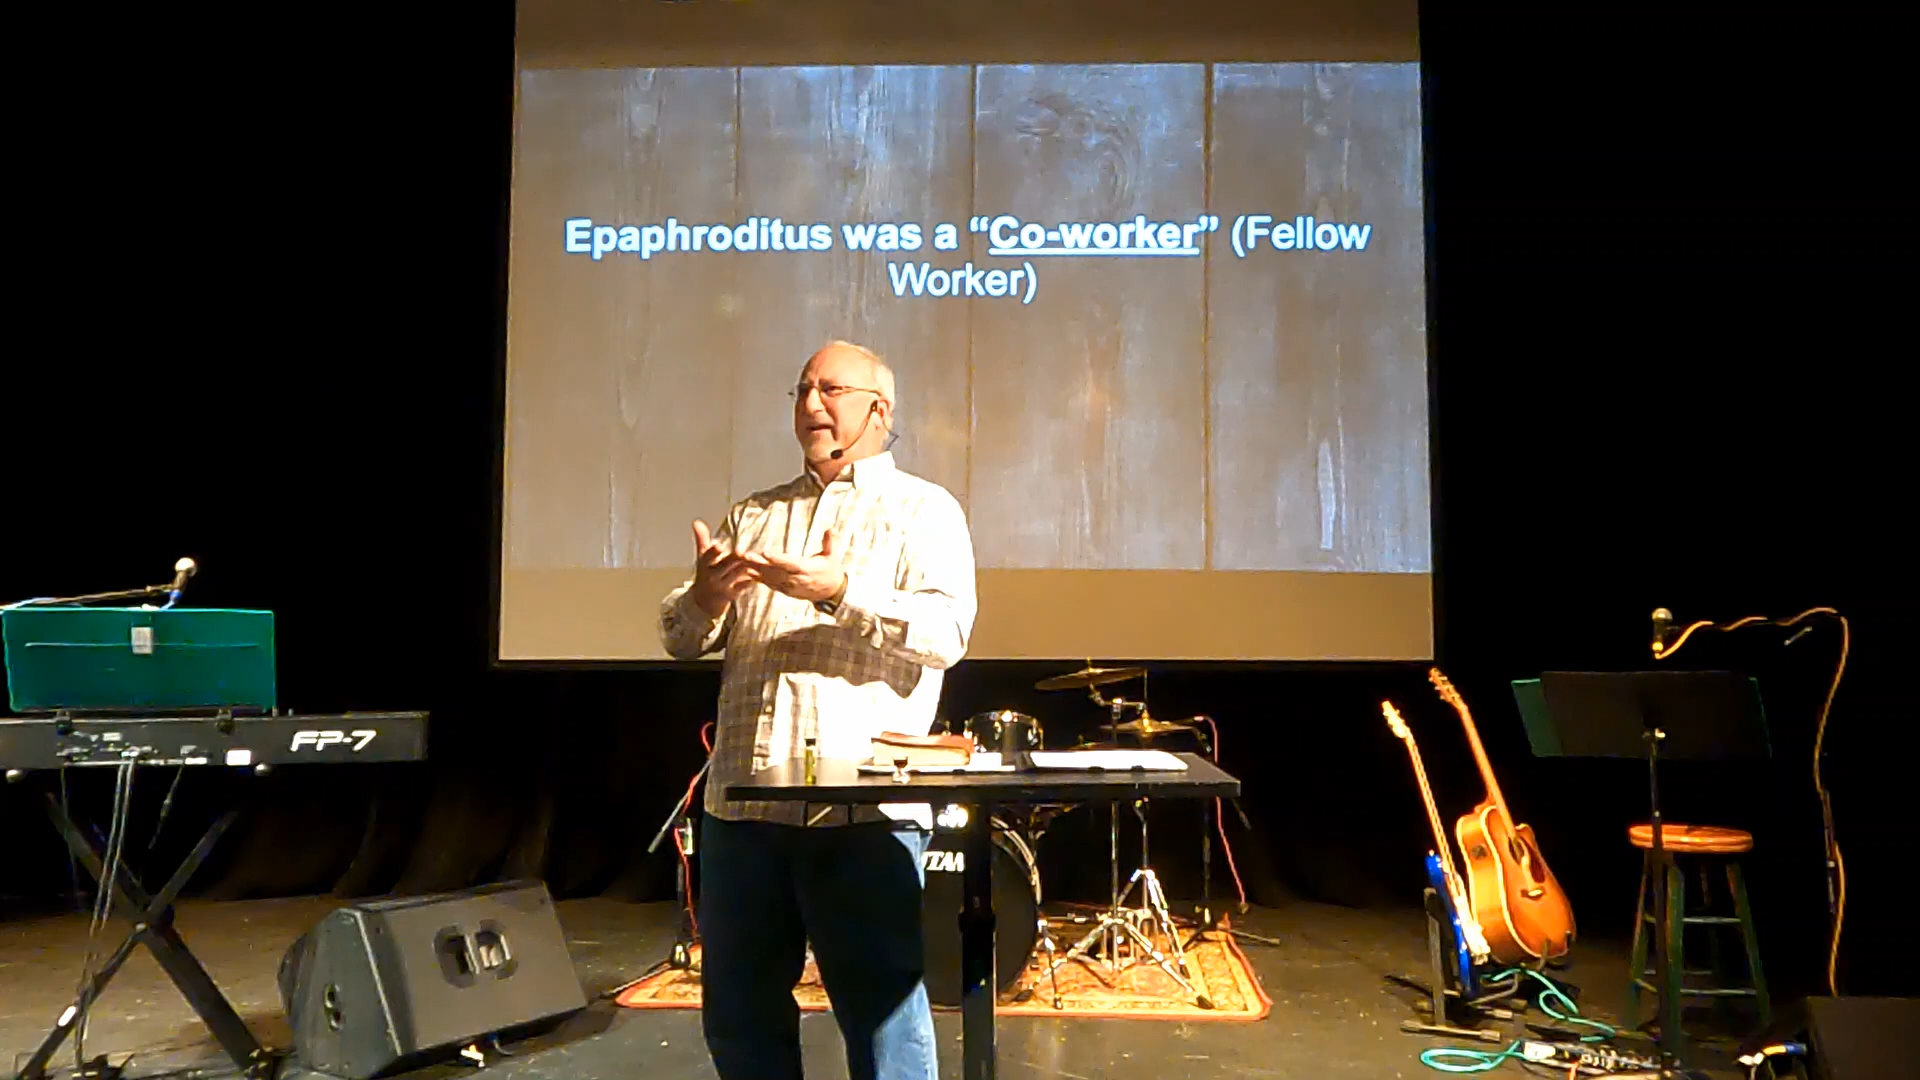 Epaphroditus was a “Co-worker” (Fellow
Worker)
FP-7